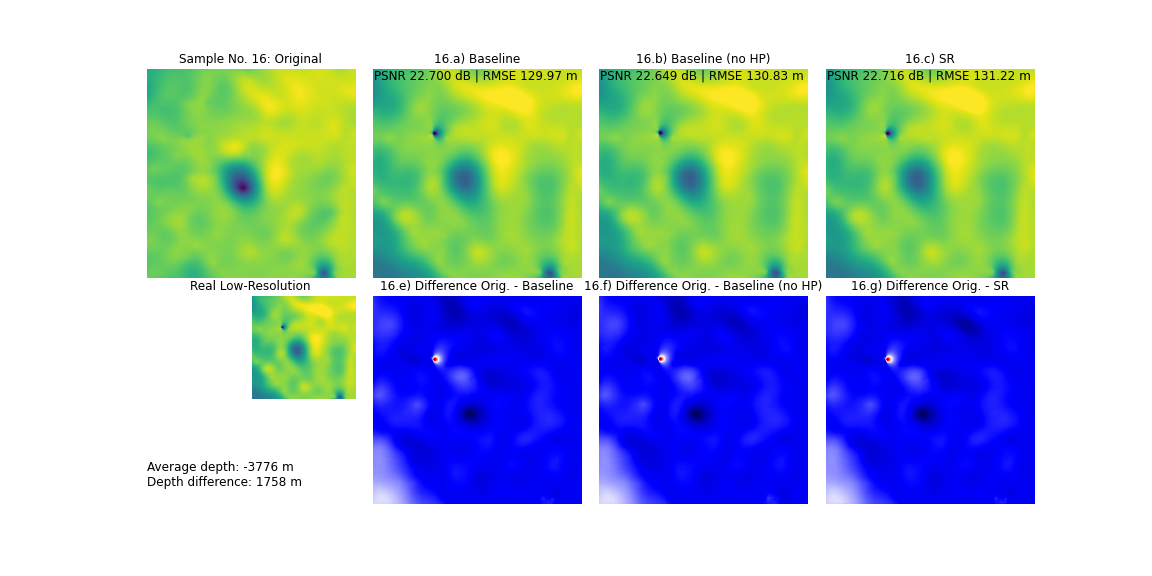 Sample No. 16: Original
16.a) Baseline
16.b) Baseline (no HP)
16.c) SR
PSNR 22.700 dB | RMSE 129.97 m
PSNR 22.649 dB | RMSE 130.83 m
PSNR 22.716 dB | RMSE 131.22 m
Real Low-Resolution
16.e) Difference Orig. - Baseline
16.f) Difference Orig. - Baseline (no HP)
16.g) Difference Orig. - SR
Average depth: -3776 m
Depth difference: 1758 m